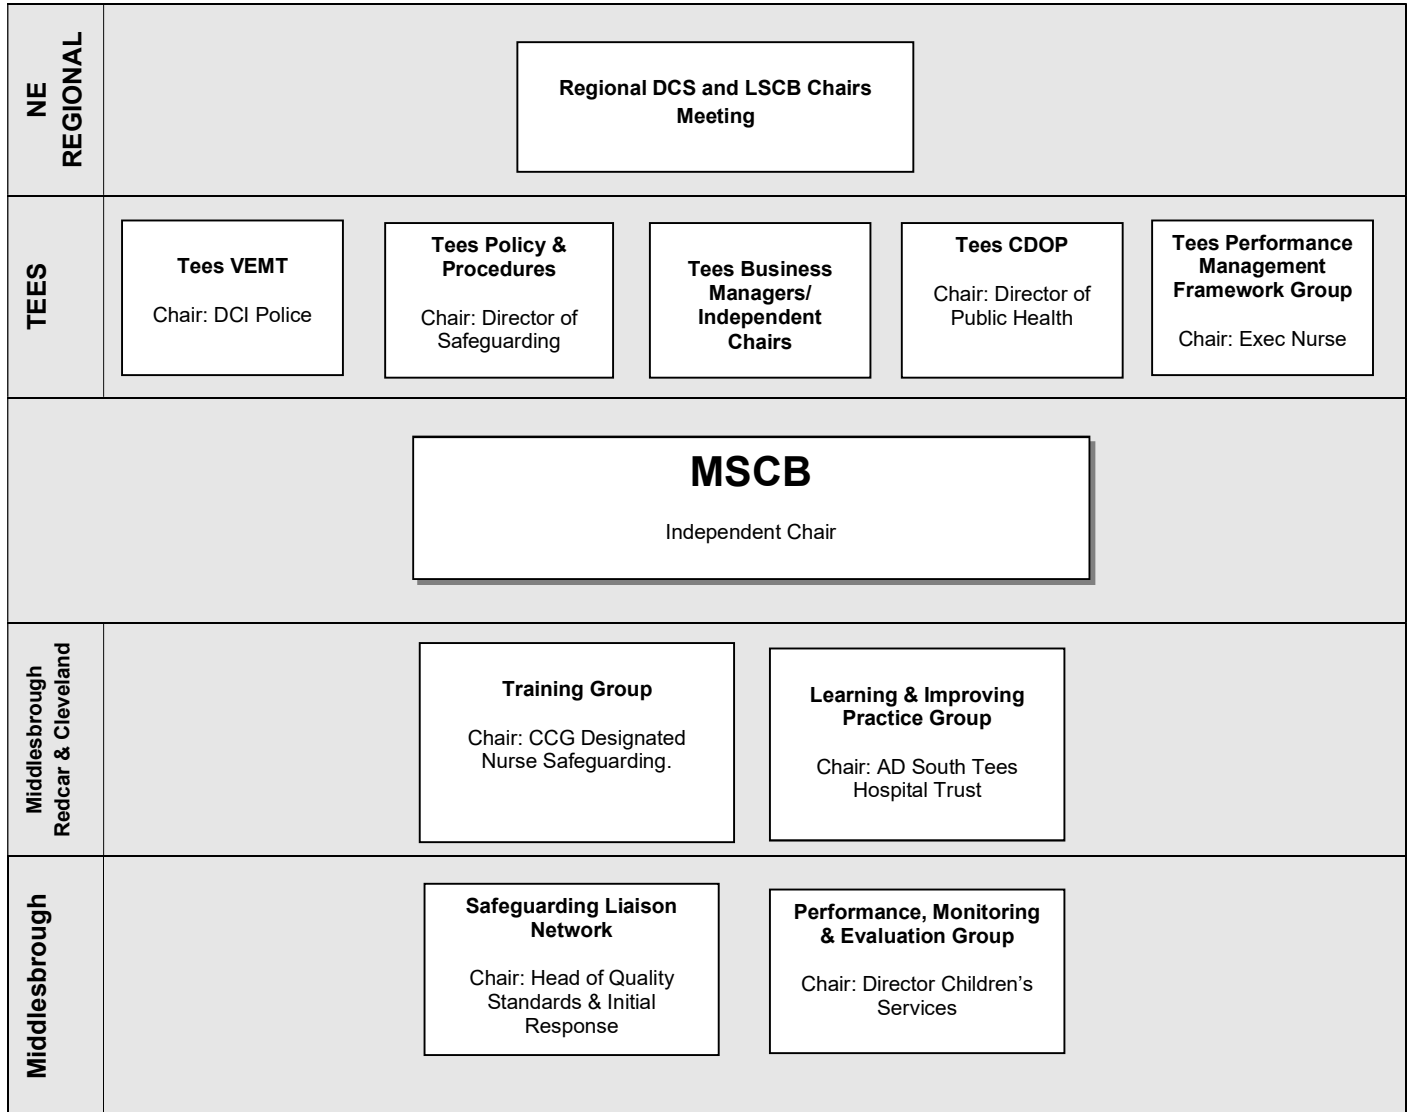 NE
REGIONAL
Regional DCS and LSCB Chairs
Meeting
TEES
Tees VEMT
Chair: DCI Police
Tees Policy &
Procedures
Chair: Director of
Safeguarding
Tees Business
Managers/
Independent
Chairs
Tees CDOP
Chair: Director of
Public Health
Tees Performance
Management
Framework Group
Chair: Exec Nurse
MSCB
Independent Chair
Middlesbrough
Redcar & Cleveland
Training Group
Chair: CCG Designated
Nurse Safeguarding.
Learning & Improving
Practice Group
Chair: AD South Tees
Hospital Trust
Middlesbrough
Safeguarding Liaison
Network
Chair: Head of Quality
Standards & Initial
Response
Performance, Monitoring
& Evaluation Group
Chair: Director Children’s
Services